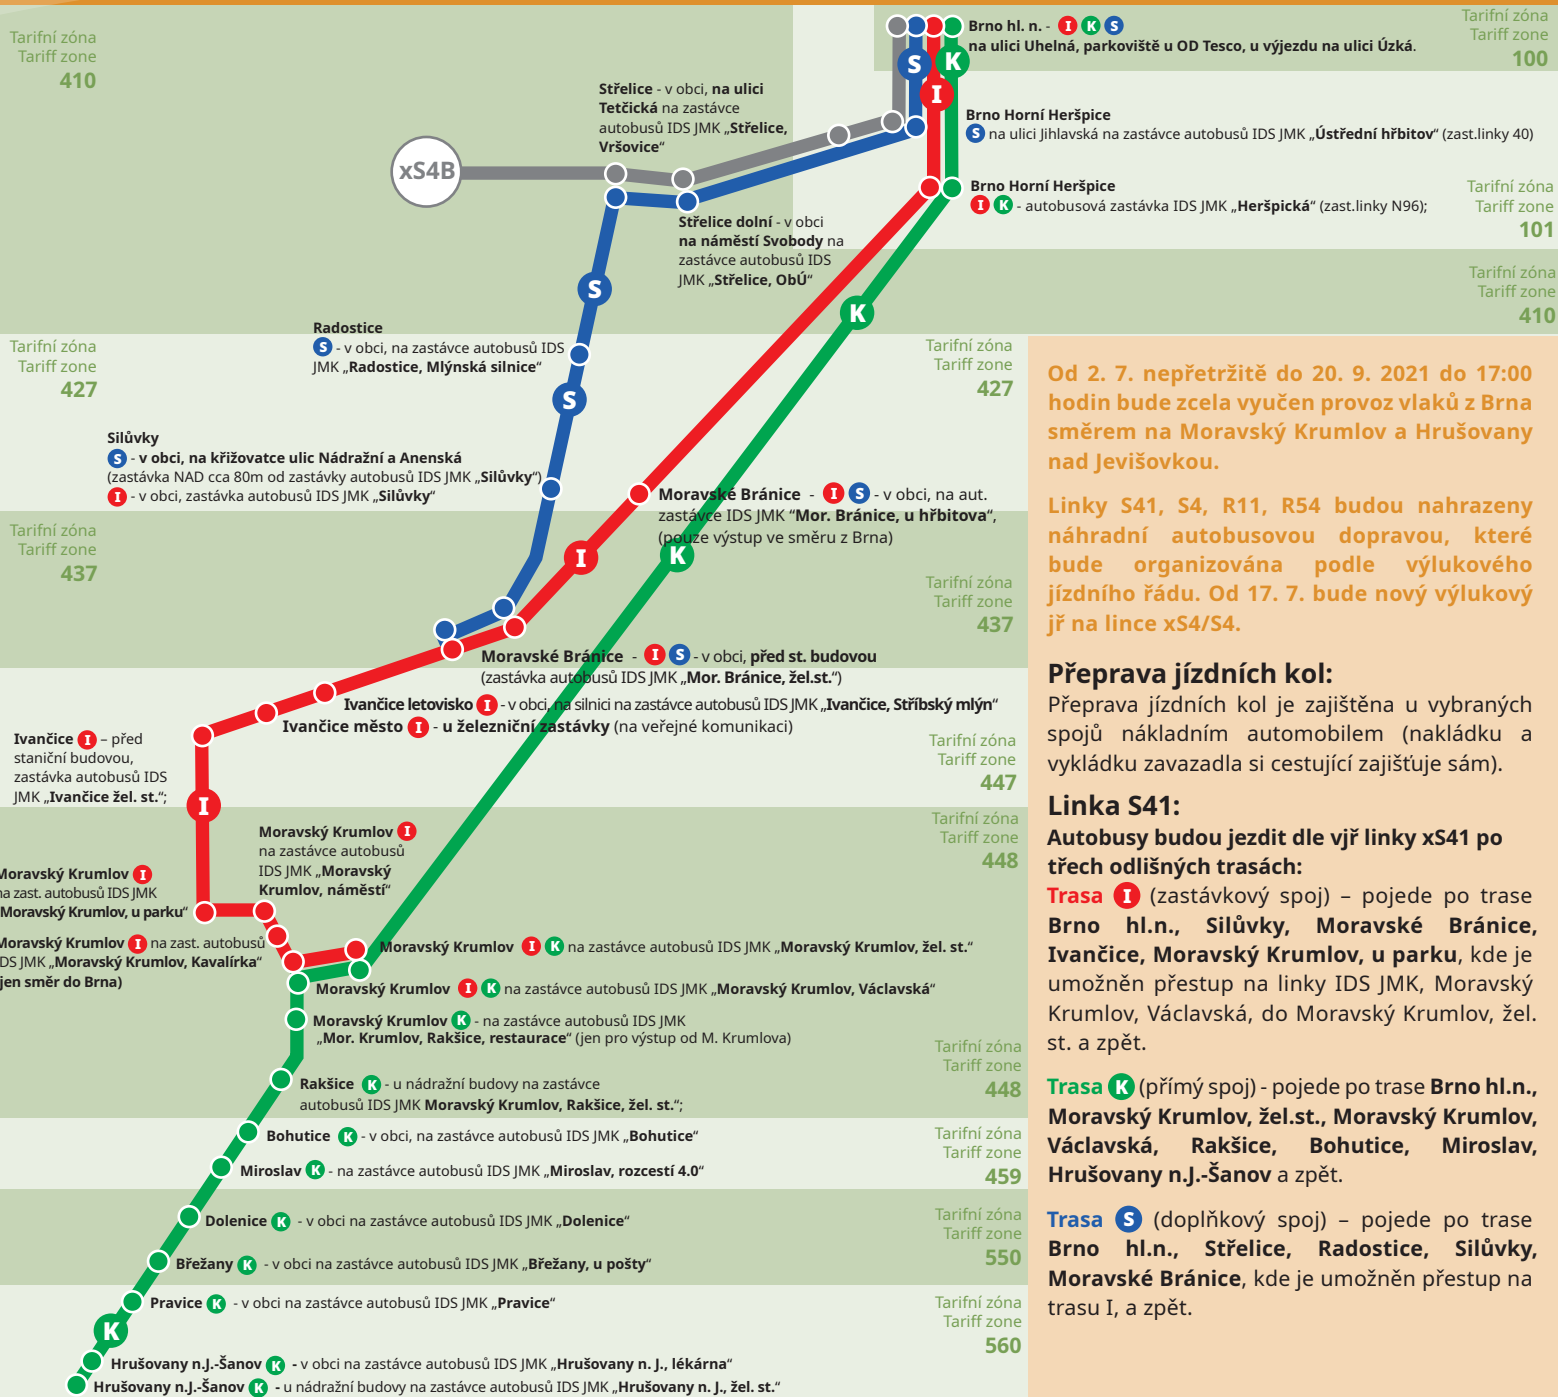 Tarifní zóna
Tariff zone
410
Brno hl. n. - I K S
na ulici Uhelná, parkoviště u OD Tesco, u výjezdu na ulici Úzká.
Tarifní zóna
Tariff zone
100
S
K
I
Střelice - v obci, na ulici
Tetčická na zastávce
autobusů IDS JMK „Střelice,
Vršovice“
xS4B
Brno Horní Heršpice
S na ulici Jihlavská na zastávce autobusů IDS JMK „Ústřední hřbitov“ (zast.linky 40)
Brno Horní Heršpice
I K - autobusová zastávka IDS JMK „Heršpická“ (zast.linky N96);
Tarifní zóna
Tariff zone
101
Střelice dolní - v obci
na náměstí Svobody na
zastávce autobusů IDS
JMK „Střelice, ObÚ“
Tarifní zóna
Tariff zone
410
S
K
Radostice
S - v obci, na zastávce autobusů IDS
JMK „Radostice, Mlýnská silnice“
Tarifní zóna
Tariff zone
427
Tarifní zóna
Tariff zone
427
S
Silůvky
S - v obci, na křižovatce ulic Nádražní a Anenská
(zastávka NAD cca 80m od zastávky autobusů IDS JMK „Silůvky“)
I - v obci, zastávka autobusů IDS JMK „Silůvky“
Moravské Bránice - I S - v obci, na aut.
zastávce IDS JMK “Mor. Bránice, u hřbitova“,
(pouze výstup ve směru z Brna)
Tarifní zóna
Tariff zone
437
I
K
Tarifní zóna
Tariff zone
437
Moravské Bránice - I S - v obci, před st. budovou
(zastávka autobusů IDS JMK „Mor. Bránice, žel.st.“)
Ivančice letovisko I - v obci, na silnici na zastávce autobusů IDS JMK „Ivančice, Stříbský mlýn“
Ivančice město I - u železniční zastávky (na veřejné komunikaci)
Ivančice I – před
staniční budovou,
zastávka autobusů IDS
JMK „Ivančice žel. st.“;
Tarifní zóna
Tariff zone
447
I
Tarifní zóna
Tariff zone
448
Moravský Krumlov I
na zastávce autobusů
IDS JMK „Moravský
Krumlov, náměstí“
Moravský Krumlov I
na zast. autobusů IDS JMK
Moravský Krumlov, u parku“
Moravský Krumlov I na zast. autobusů
IDS JMK „Moravský Krumlov, Kavalírka“
jen směr do Brna)
Moravský Krumlov I K na zastávce autobusů IDS JMK „Moravský Krumlov, žel. st.“
Moravský Krumlov I K na zastávce autobusů IDS JMK „Moravský Krumlov, Václavská“
Moravský Krumlov K - na zastávce autobusů IDS JMK
„Mor. Krumlov, Rakšice, restaurace“ (jen pro výstup od M. Krumlova)
Tarifní zóna
Tariff zone
448
Rakšice K - u nádražní budovy na zastávce
autobusů IDS JMK Moravský Krumlov, Rakšice, žel. st.“;
Bohutice K - v obci, na zastávce autobusů IDS JMK „Bohutice“
Miroslav K - na zastávce autobusů IDS JMK „Miroslav, rozcestí 4.0“
Tarifní zóna
Tariff zone
459
Dolenice K - v obci na zastávce autobusů IDS JMK „Dolenice“
Břežany K - v obci na zastávce autobusů IDS JMK „Břežany, u pošty“
Tarifní zóna
Tariff zone
550
Pravice K - v obci na zastávce autobusů IDS JMK „Pravice“
K
Tarifní zóna
Tariff zone
560
Hrušovany n.J.-Šanov K - v obci na zastávce autobusů IDS JMK „Hrušovany n. J., lékárna“
Hrušovany n.J.-Šanov K - u nádražní budovy na zastávce autobusů IDS JMK „Hrušovany n. J., žel. st.“
Od 2. 7. nepřetržitě do 20. 9. 2021 do 17:00
hodin bude zcela vyučen provoz vlaků z Brna
směrem na Moravský Krumlov a Hrušovany
nad Jevišovkou.
Linky S41, S4, R11, R54 budou nahrazeny
náhradní autobusovou dopravou, které
bude organizována podle výlukového
jízdního řádu. Od 17. 7. bude nový výlukový
jř na lince xS4/S4.
Přeprava jízdních kol:
Přeprava jízdních kol je zajištěna u vybraných
spojů nákladním automobilem (nakládku a
vykládku zavazadla si cestující zajišťuje sám).
Linka S41:
Autobusy budou jezdit dle vjř linky xS41 po
třech odlišných trasách:
Trasa I (zastávkový spoj) – pojede po trase
Brno hl.n., Silůvky, Moravské Bránice,
Ivančice, Moravský Krumlov, u parku, kde je
umožněn přestup na linky IDS JMK, Moravský
Krumlov, Václavská, do Moravský Krumlov, žel.
st. a zpět.
Trasa K (přímý spoj) - pojede po trase Brno hl.n.,
Moravský Krumlov, žel.st., Moravský Krumlov,
Václavská, Rakšice, Bohutice, Miroslav,
Hrušovany n.J.-Šanov a zpět.
Trasa S (doplňkový spoj) – pojede po trase
Brno hl.n., Střelice, Radostice, Silůvky,
Moravské Bránice, kde je umožněn přestup na
trasu I, a zpět.